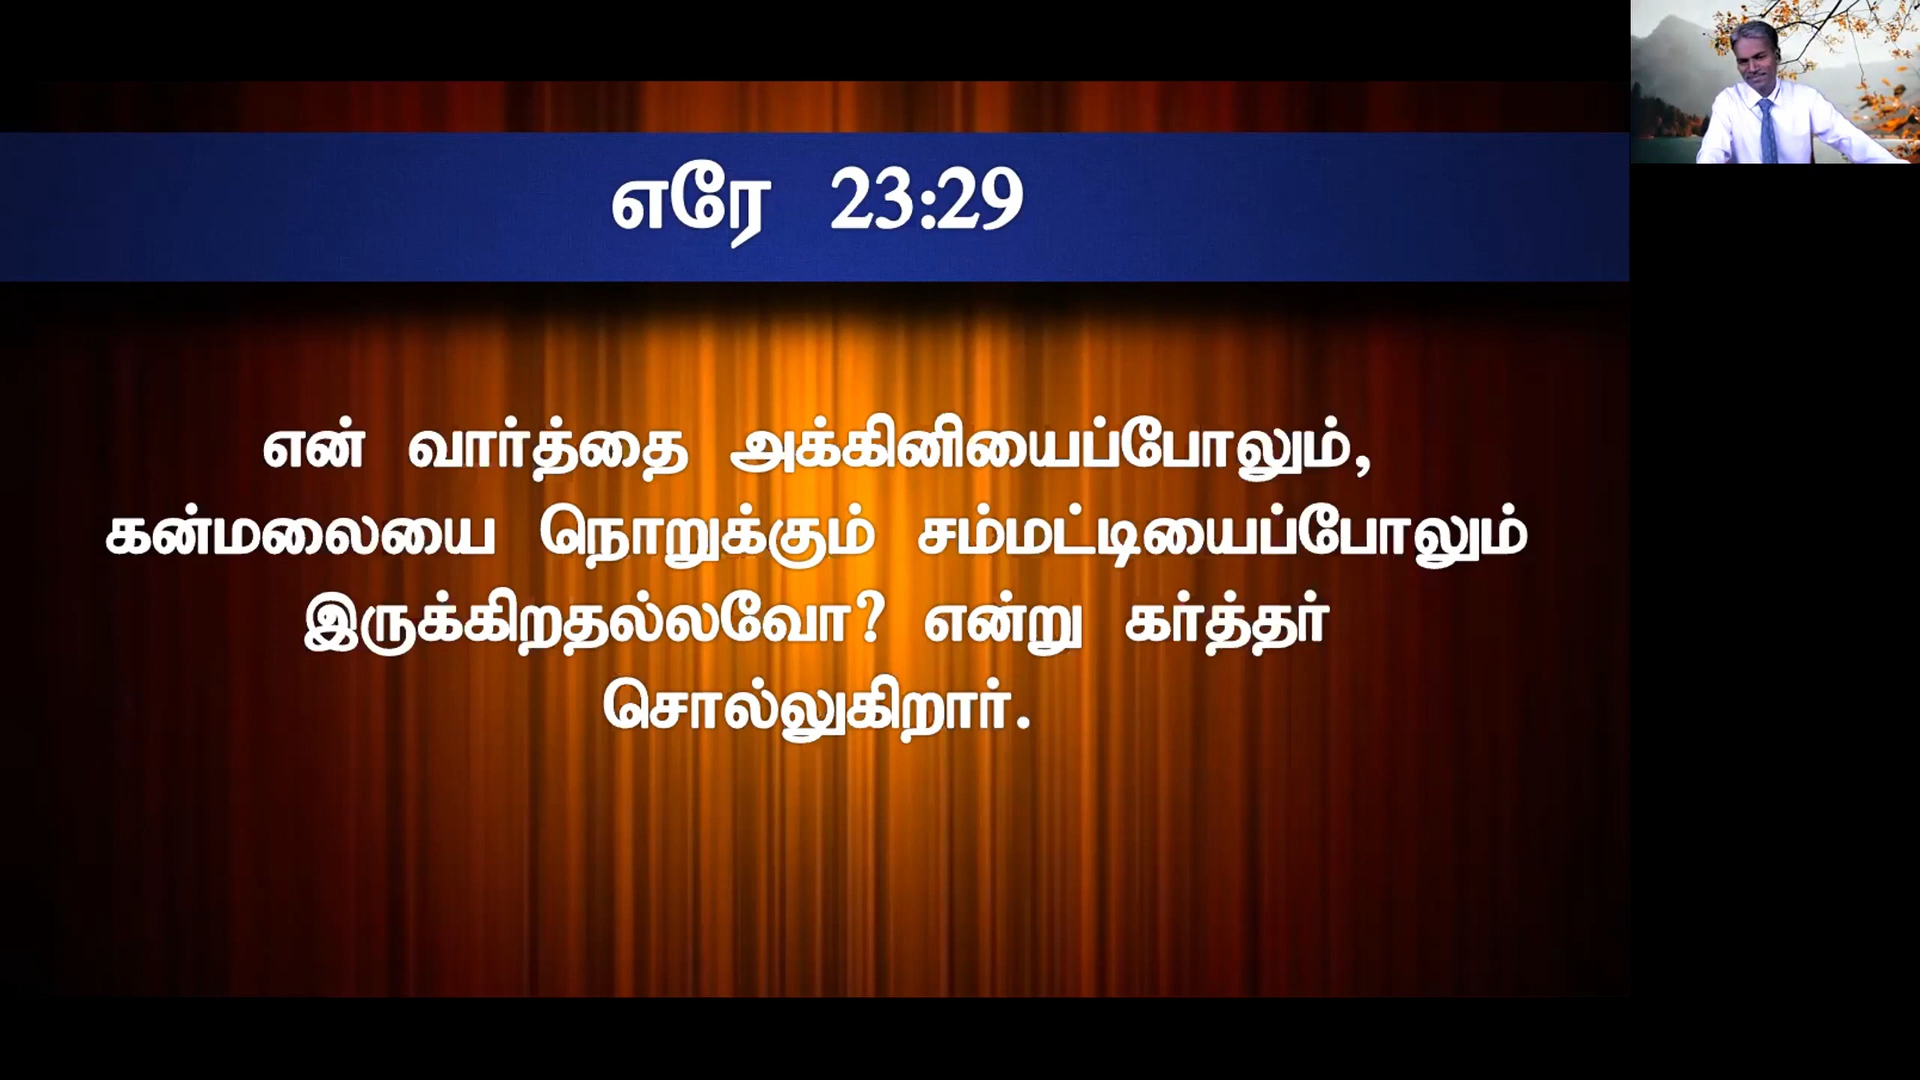 எரே 23:29
என் வார்த்தை அக்கினியைப்போலும்,
கன்மலையை நொறுக்கும் சம்மட்டியைப்போலும்
இருக்கிறதல்லவோ? என்று கர்த்தர்
சொல்லுகிறார்.